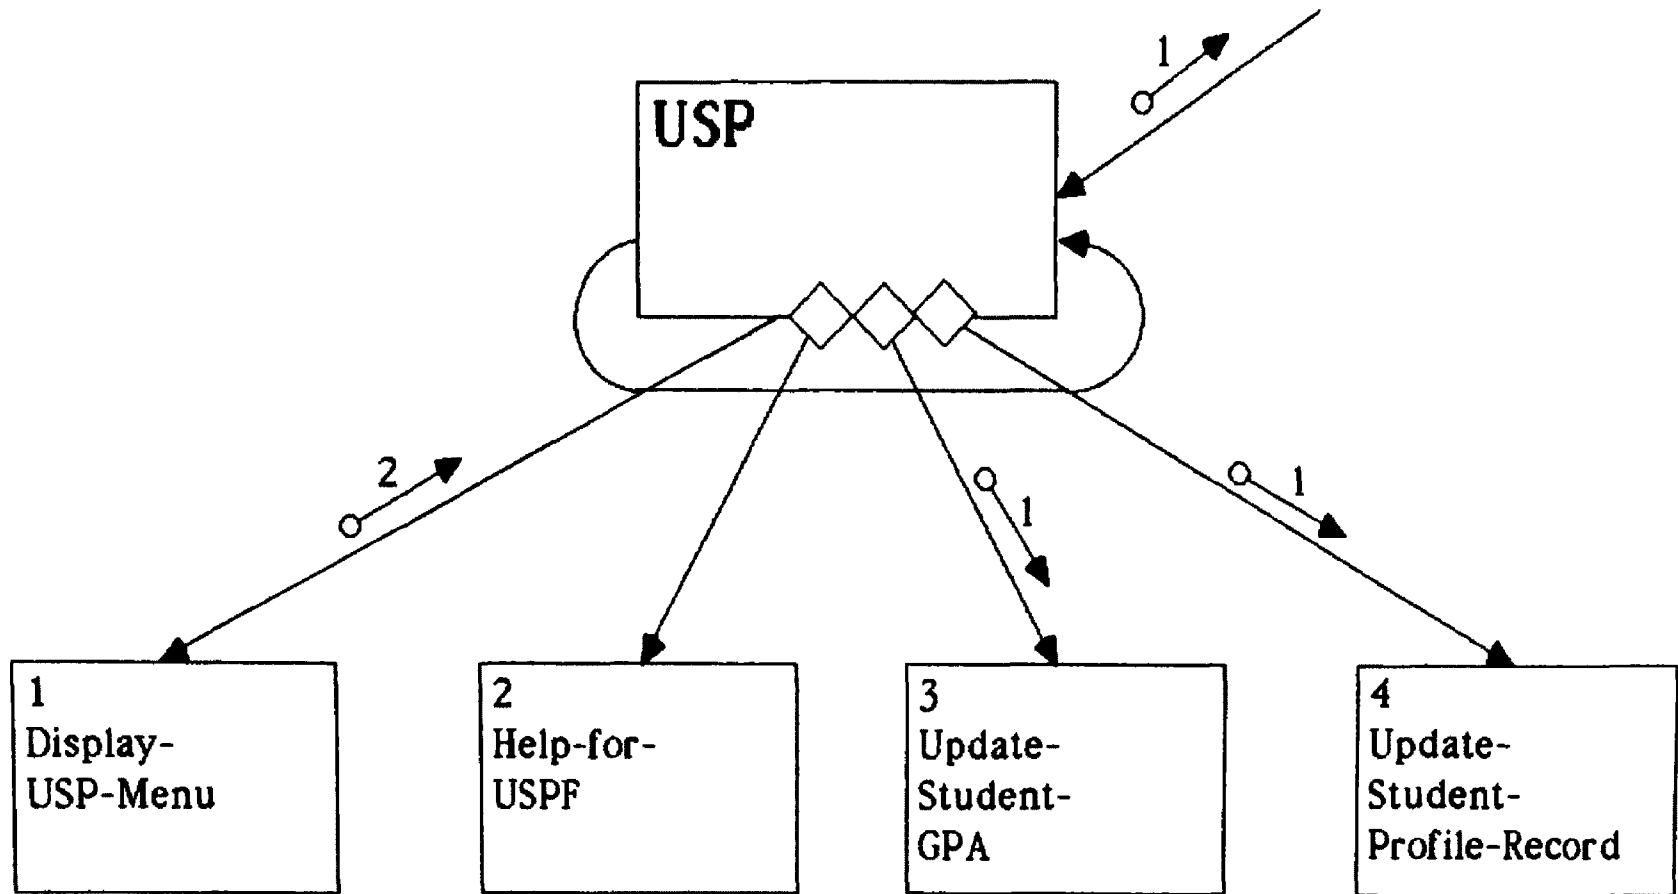 1
USP
2
1
1
1
Display-
USP-Menu
2
Help-for-
USPF
3
Update-
Student-
GPA
4
Update-
Student-
Profile-Record